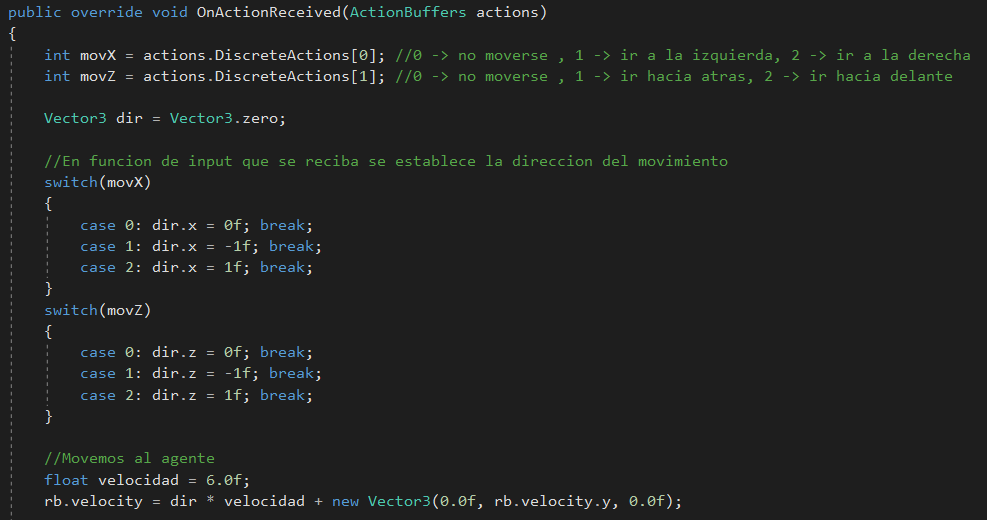 public override void OnActionReceived(ActionBuffers actions)
{
int movX = actions.DiscreteActions[0]; //0 -> no moverse , 1 -> ir a la izquierda, 2 -> ir a la derecha
int movZ = actions.DiscreteActions[1]; //0 -> no moverse , 1 -> ir hacia atras, 2 -> ir hacia delante
Vector3 dir = Vector3.zero;
//En funcion de input que se reciba se establece la direccion del movimiento
switch(movX)
{
case 0: dir.x = 0f; break;
case 1: dir.x = -1f; break;
case 2: dir.x = 1f; break;
}
switch(movZ)
{
case 0: dir.z = 0f; break;
case 1: dir.z = -1f; break;
case 2: dir.z = 1f; break;
}
//Movemos al agente
float velocidad = 6.0f;
rb.velocity = dir * velocidad + new Vector3(0.0f, rb.velocity.y, 0.0f);